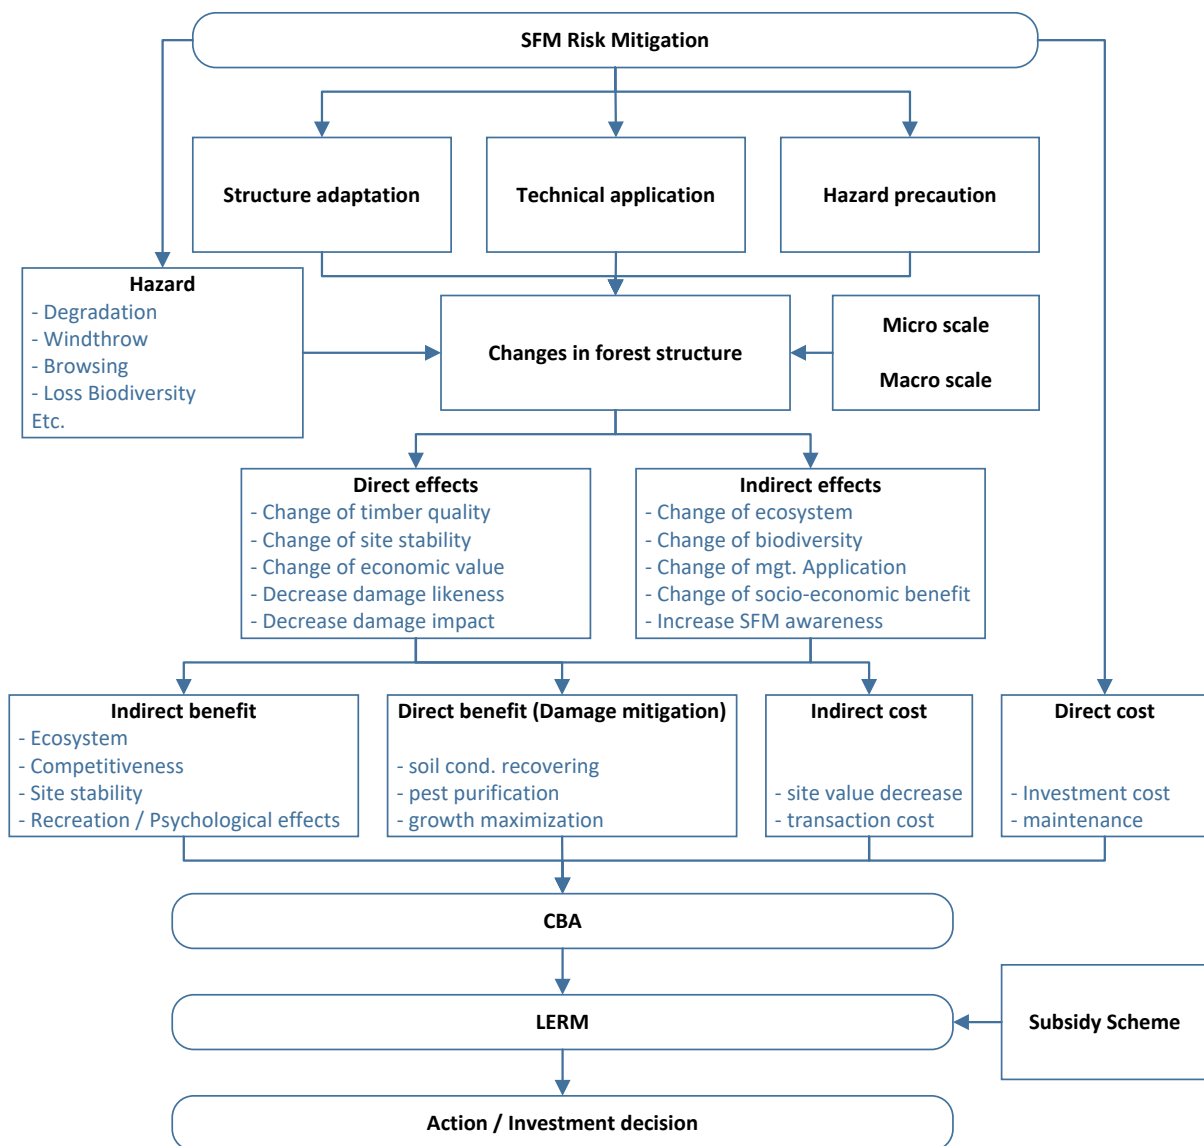 SFM Risk Mitigation
Structure adaptation
Technical application
Hazard precaution
Hazard
- Degradation
- Windthrow
- Browsing
- Loss Biodiversity
Etc.
Changes in forest structure
Micro scale
Macro scale
Direct effects
- Change of timber quality
- Change of site stability
- Change of economic value
- Decrease damage likeness
- Decrease damage impact
Indirect effects
- Change of ecosystem
- Change of biodiversity
- Change of mgt. Application
- Change of socio-economic benefit
- Increase SFM awareness
Indirect benefit
- Ecosystem
- Competitiveness
- Site stability
- Recreation / Psychological effects
Direct benefit (Damage mitigation)
- soil cond. recovering
- pest purification
- growth maximization
Indirect cost
- site value decrease
- transaction cost
Direct cost
- Investment cost
- maintenance
CBA
LERM
Subsidy Scheme
Action / Investment decision